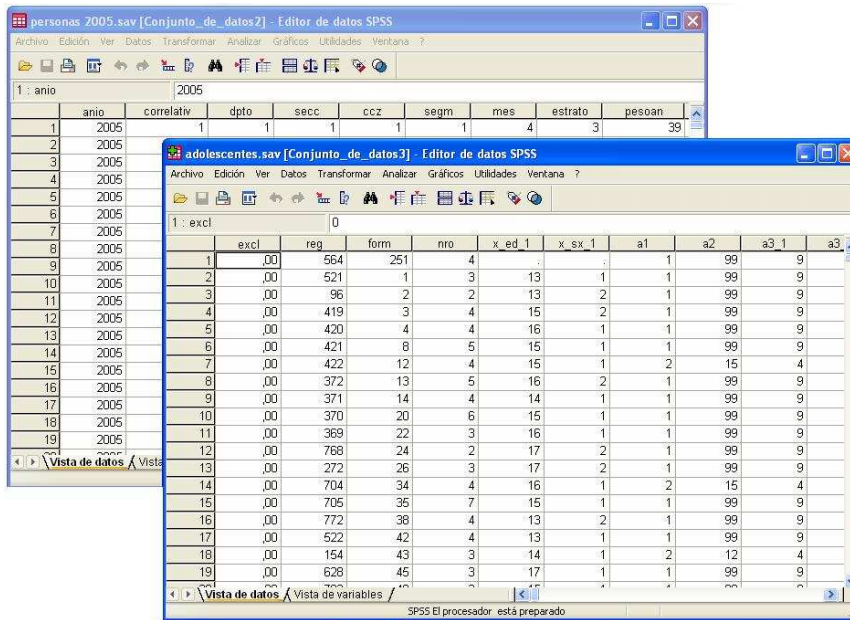 personas 2005.sav [Conjunto_de_datos2] - Editor de datos SPSS
Archivo Edición Ver Datos Transformar Analizar Gráficos Utilidades Ventana ?
1 : anio 2005
anio correlativ dpto secc ccz segm mes estrato pesoan
1 2005 1 1 1 1 1 4 3 39
2 2005
3 2005
4 2005
5 2005
6 2005
7 2005
8 2005
9 2005
10 2005
11 2005
12 2005
13 2005
14 2005
15 2005
16 2005
17 2005
18 2005
19 2005
Vista de datos Vista
adolescentes.sav [Conjunto_de_datos3] - Editor de datos SPSS
Archivo Edición Ver Datos Transformar Analizar Gráficos Utilidades Ventana ?
1 : excl 0
excl reg form nro x_ed_1 x_sx_1 a1 a2 a3_1 a3_
1 ,00 564 251 4 . . 1 99 9
2 ,00 521 1 3 13 1 1 99 9
3 ,00 96 2 2 13 2 1 99 9
4 ,00 419 3 4 15 2 1 99 9
5 ,00 420 4 4 16 1 1 99 9
6 ,00 421 8 5 15 1 1 99 9
7 ,00 422 12 4 15 1 2 15 4
8 ,00 372 13 5 16 2 1 99 9
9 ,00 371 14 4 14 1 1 99 9
10 ,00 370 20 6 15 1 1 99 9
11 ,00 369 22 3 16 1 1 99 9
12 ,00 768 24 2 17 2 1 99 9
13 ,00 272 26 3 17 2 1 99 9
14 ,00 704 34 4 16 1 2 15 4
15 ,00 705 35 7 15 1 1 99 9
16 ,00 772 38 4 13 2 1 99 9
17 ,00 522 42 4 13 1 1 99 9
18 ,00 154 43 3 14 1 2 12 4
19 ,00 628 45 3 17 1 1 99 9
Vista de datos Vista de variables
SPSS El procesador está preparado